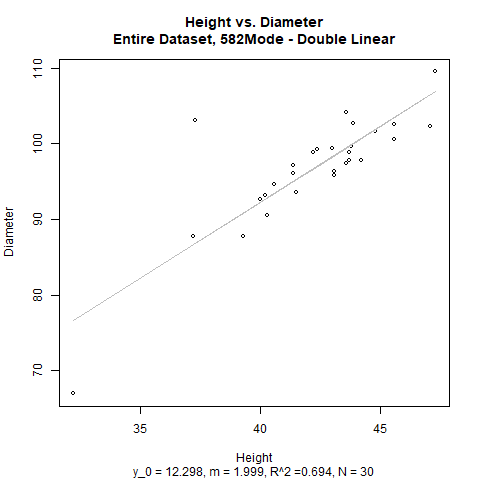 Height vs. Diameter
Entire Dataset, 582Mode - Double Linear
110
100
90
80
70
Diameter
35 40 45
Height
y_0 = 12.298, m = 1.999, R^2 =0.694, N = 30